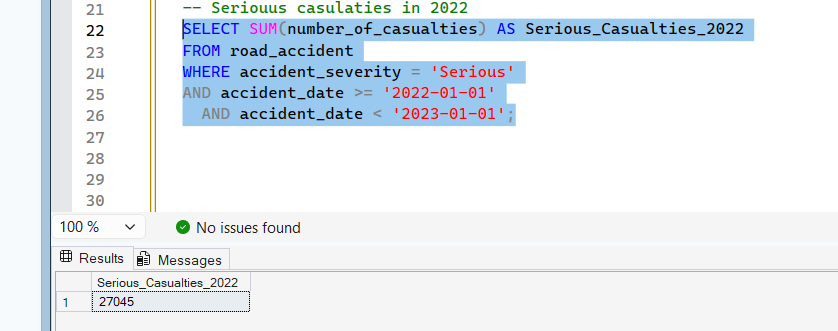 21 -- Seriouus casulaties in 2022
22 SELECT SUM(number_of_casualties) AS Serious_Casualties_2022
23 FROM road_accident
24 WHERE accident_severity = 'Serious'
25 AND accident_date >= '2022-01-01'
26 AND accident_date < '2023-01-01';
27
28
29
30
100 % No issues found
Results Messages
Serious_Casualties_2022
1 27045